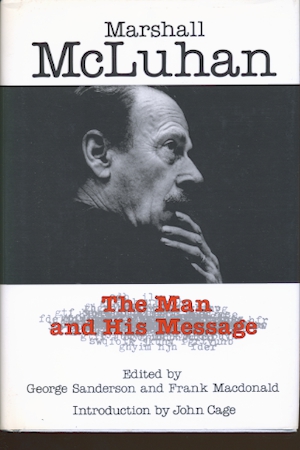 Marshall
McLuhan
The Man
and His Message
Edited by
George Sanderson and Frank Macdonald
Introduction by John Cage